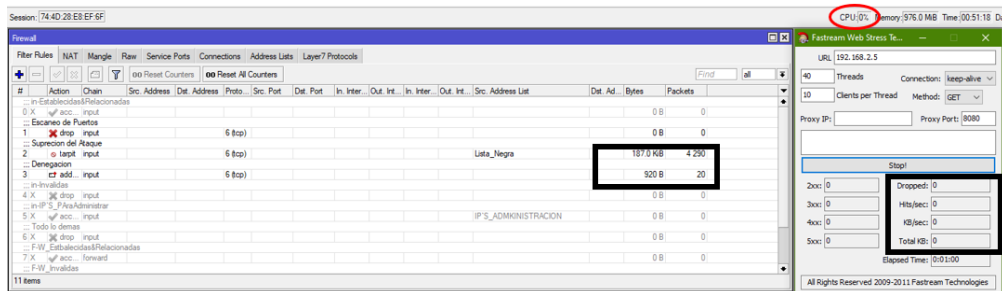 Session: 74:4D:28:E8:EF:6F
CPU: 0% Memory: 976.0 MiB Time: 00:51:18 Da
Firewall
Filter Rules NAT Mangle Raw Service Ports Connections Address Lists Layer7 Protocols
00 Reset Counters 00 Reset All Counters Find all
# Action Chain Src. Address Dst. Address Proto... Src. Port Dst. Port In. Inter... Out. Int... In. Inter... Out. Int... Src. Address List Dst. Ad... Bytes Packets
::: in-Establecidas&Relacionadas
0 X acc... input 0 B 0
::: Escaneo de Puertos
1 drop input 6 (tcp) 0 B 0
::: Suprecion del Ataque
2 tarpit input 6 (tcp) Lista_Negra 187.0 KiB 4 290
::: Denegacion
3 add... input 6 (tcp) 920 B 20
::: in-Invalidas
4 X drop input 0 B 0
::: in-IP'S_PAraAdministrar
5 X acc... input IP'S_ADMKINISTRACION 0 B 0
::: Todo lo demas
6 X drop input 0 B 0
::: F-W_Estbalecidas&Relacionadas
7 X acc... forward 0 B 0
::: F-W_Invalidas
11 items
Fastream Web Stress Te...
URL 192.168.2.5
40 Threads Connection: keep-alive
10 Clients per Thread Method: GET
Proxy IP: Proxy Port: 8080
Stop!
2xx: 0 Dropped: 0
3xx: 0 Hits/sec: 0
4xx: 0 KB/sec: 0
5xx: 0 Total KB: 0
Elapsed Time: 0:01:00
All Rights Reserved 2009-2011 Fastream Technologies